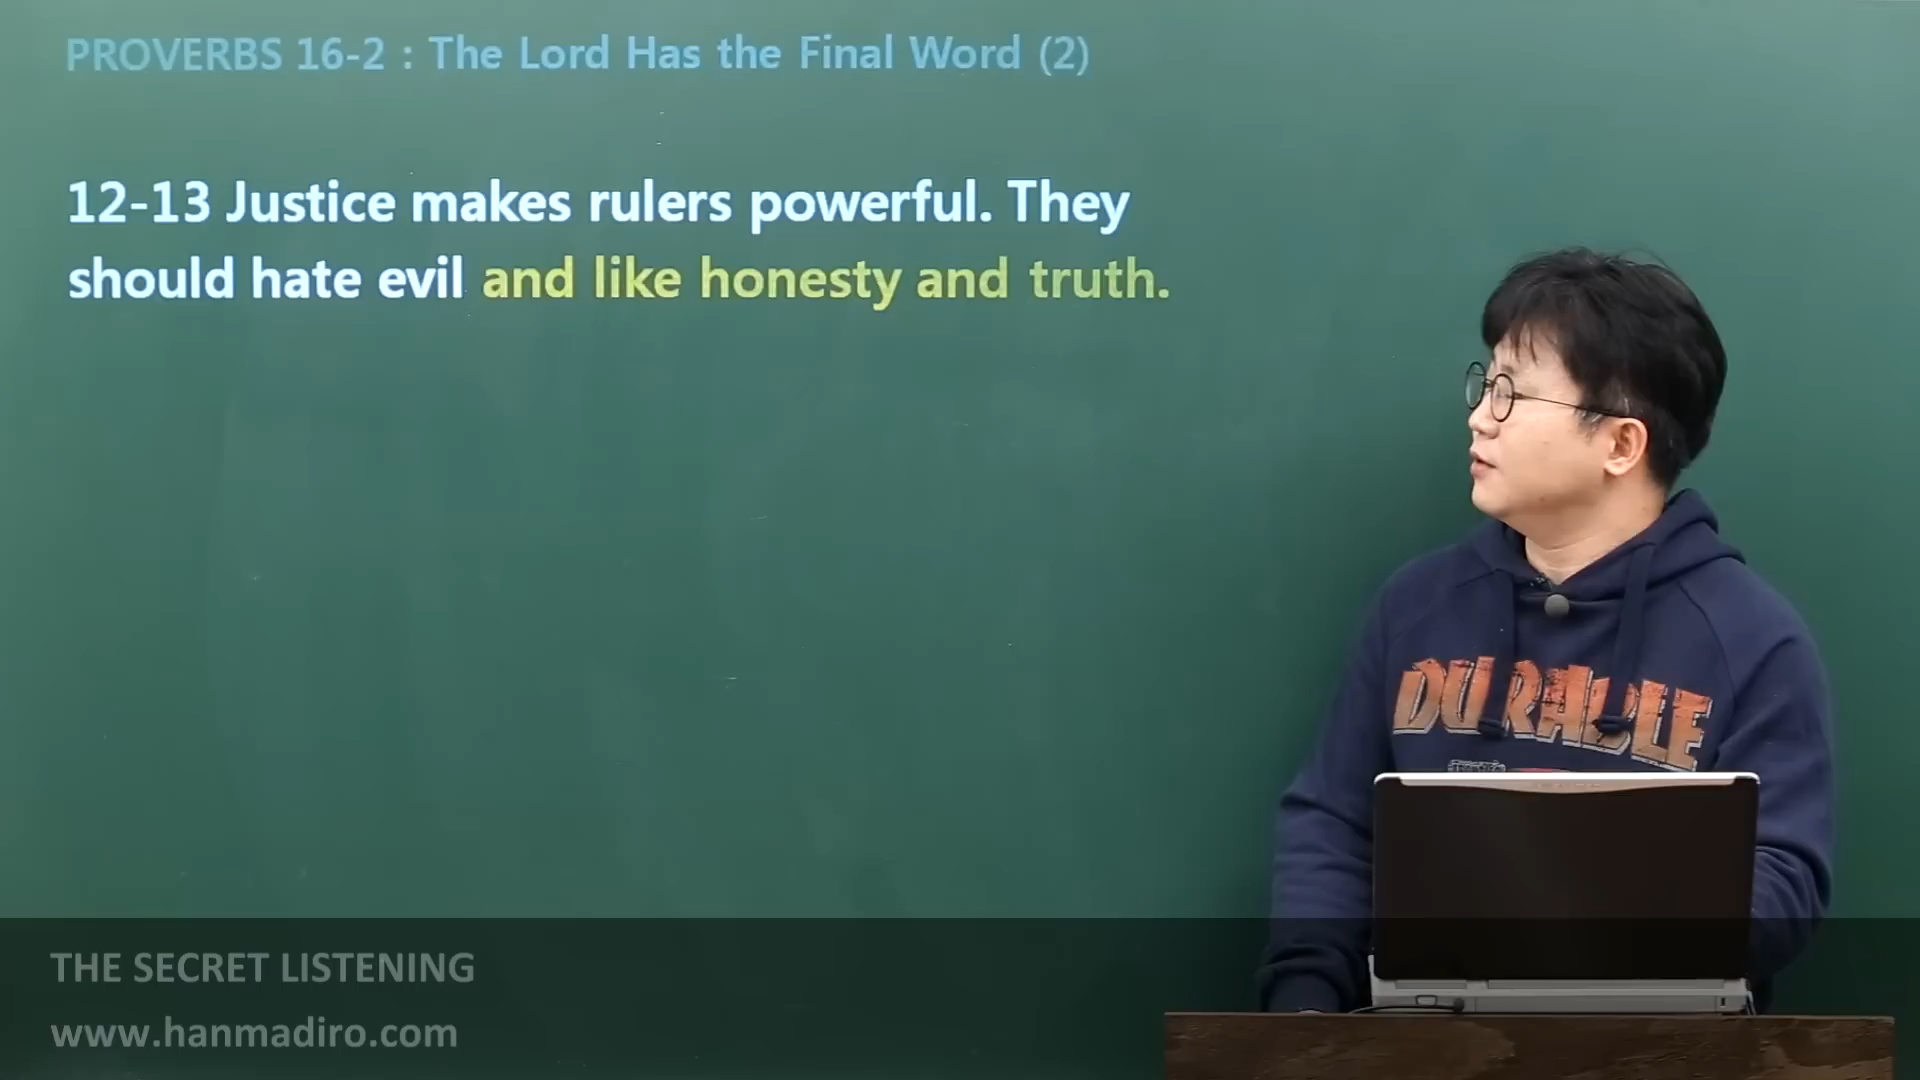 PROVERBS 16-2 : The Lord Has the Final Word (2)
12-13 Justice makes rulers powerful. They
should hate evil and like honesty and truth.
DURABLE
THE SECRET LISTENING
www.hanmadiro.com